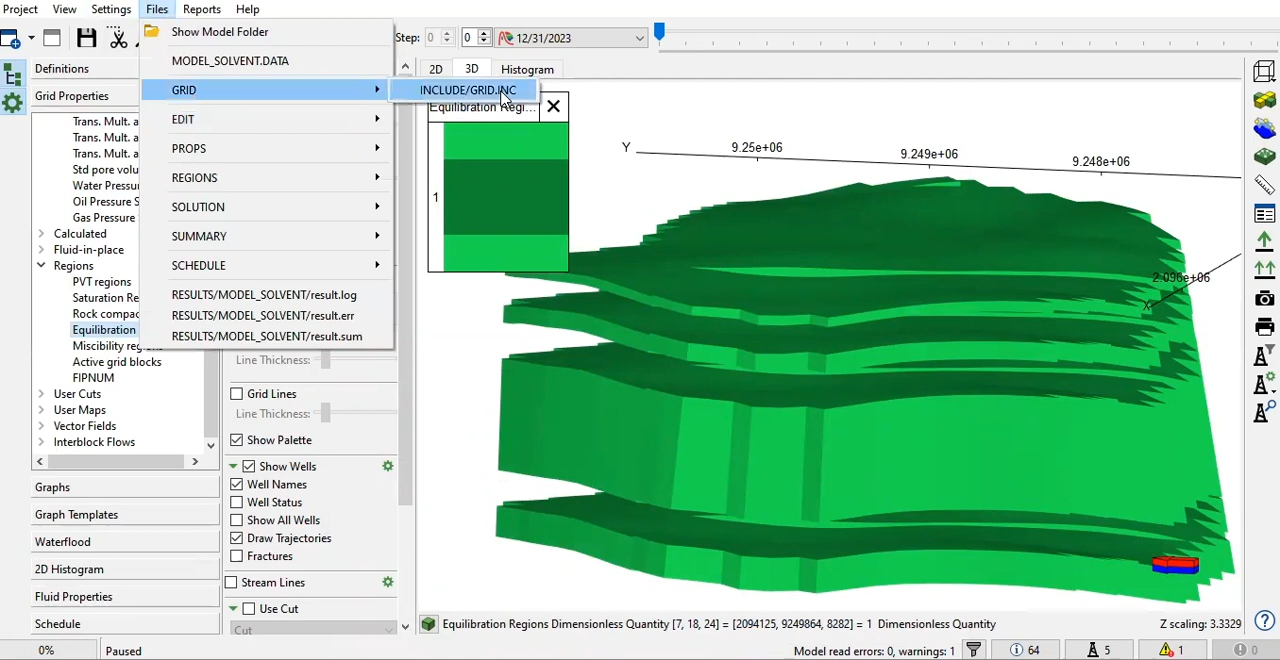 Project View Settings Files Reports Help
Step: 0 0 12/31/2023
Show Model Folder
MODEL_SOLVENT.DATA
GRID
EDIT
PROPS
REGIONS
SOLUTION
SUMMARY
SCHEDULE
RESULTS/MODEL_SOLVENT/result.log
RESULTS/MODEL_SOLVENT/result.err
RESULTS/MODEL_SOLVENT/result.sum
INCLUDE/GRID.INC
Definitions
Grid Properties
Trans. Mult. a
Trans. Mult. a
Trans. Mult. a
Std pore volu
Water Pressu
Oil Pressure
Gas Pressure
Calculated
Fluid-in-place
Regions
PVT regions
Saturation Re
Rock compac
Equilibration
Miscibility regions
Active grid blocks
FIPNUM
User Cuts
User Maps
Vector Fields
Interblock Flows
Graphs
Graph Templates
Waterflood
2D Histogram
Fluid Properties
Schedule
Line Thickness:
Grid Lines
Line Thickness:
Show Palette
Show Wells
Well Names
Well Status
Show All Wells
Draw Trajectories
Fractures
Stream Lines
Use Cut
Cut
2D 3D Histogram
Equilibration Regi...
1
Y 9.25e+06 9.249e+06 9.248e+06
2.096e+06
X
Equilibration Regions Dimensionless Quantity [7, 18, 24] = [2094125, 9249864, 8282] = 1 Dimensionless Quantity Z scaling: 3.3329
0% Paused Model read errors: 0, warnings: 1 64 5 1 0